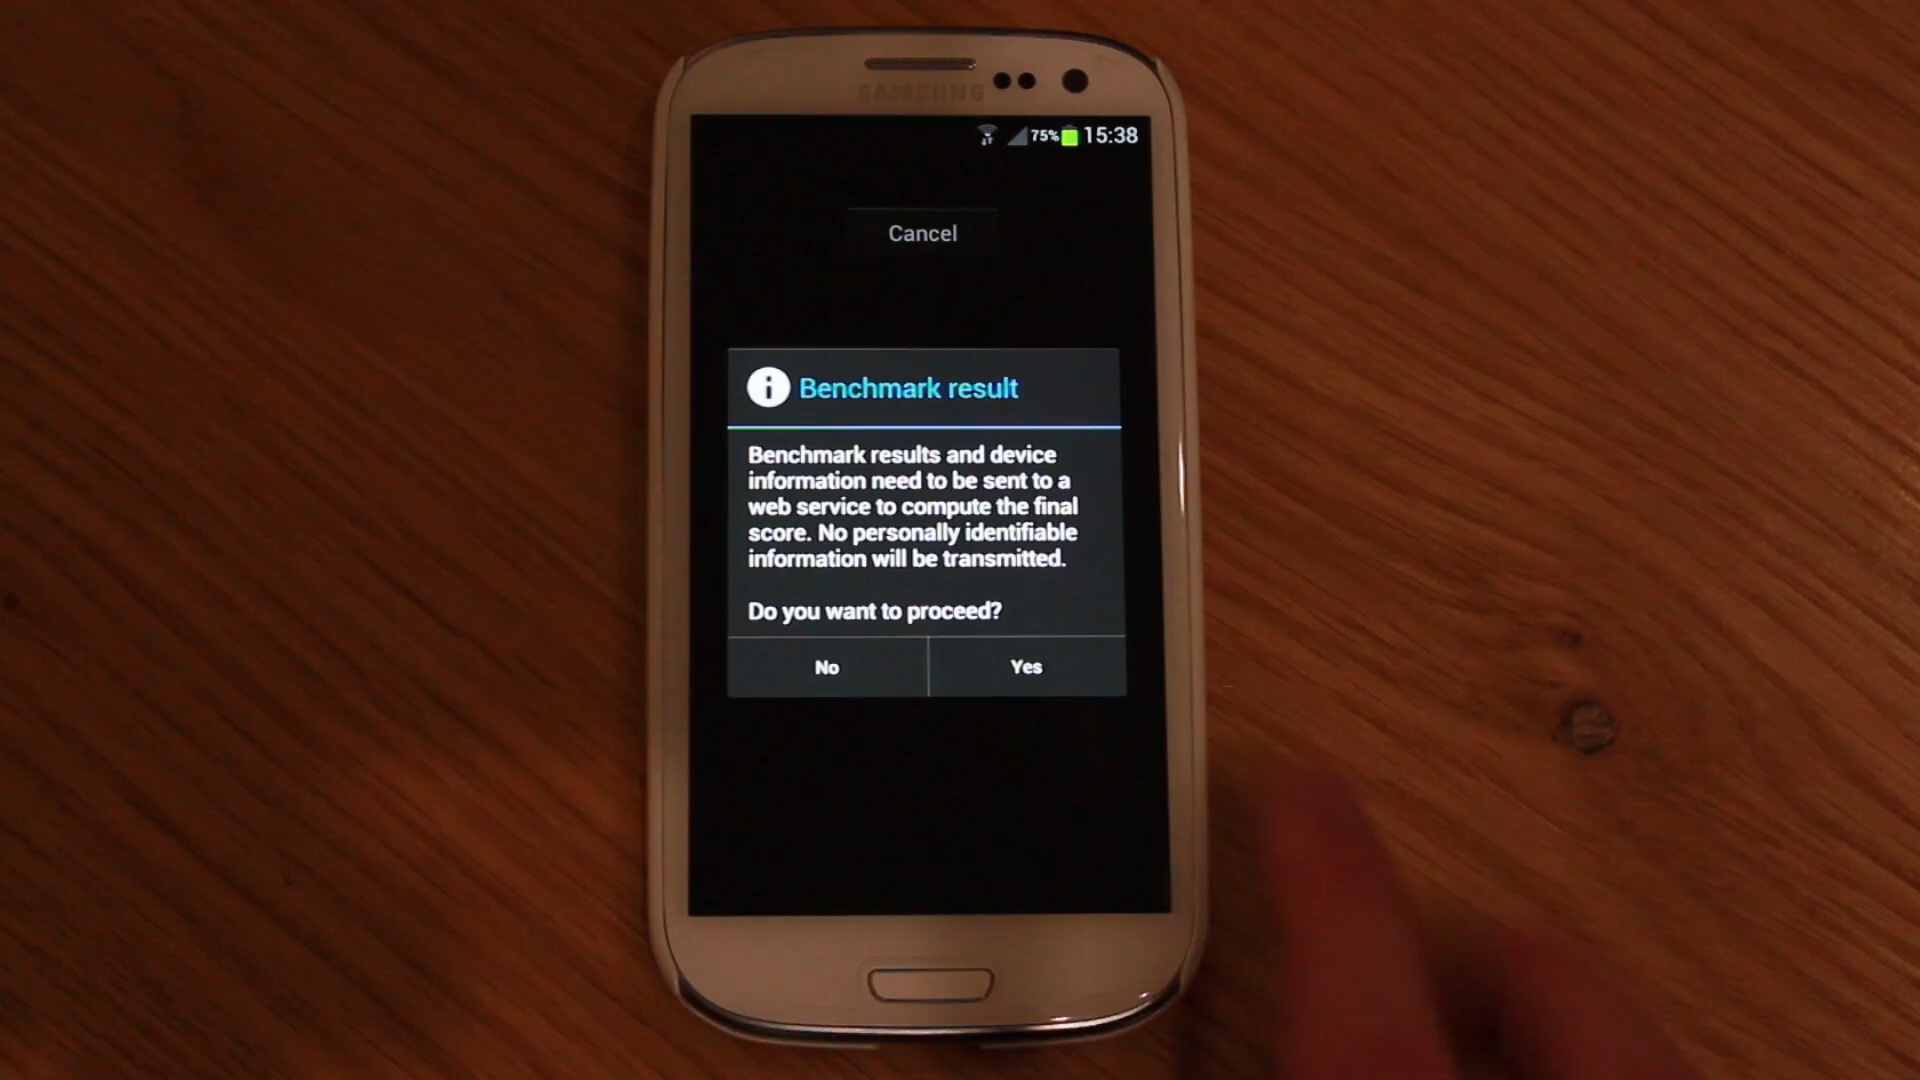 SAMSUNG
75% 15:38
Cancel
Benchmark result
Benchmark results and device
information need to be sent to a
web service to compute the final
score. No personally identifiable
information will be transmitted.
Do you want to proceed?
No Yes